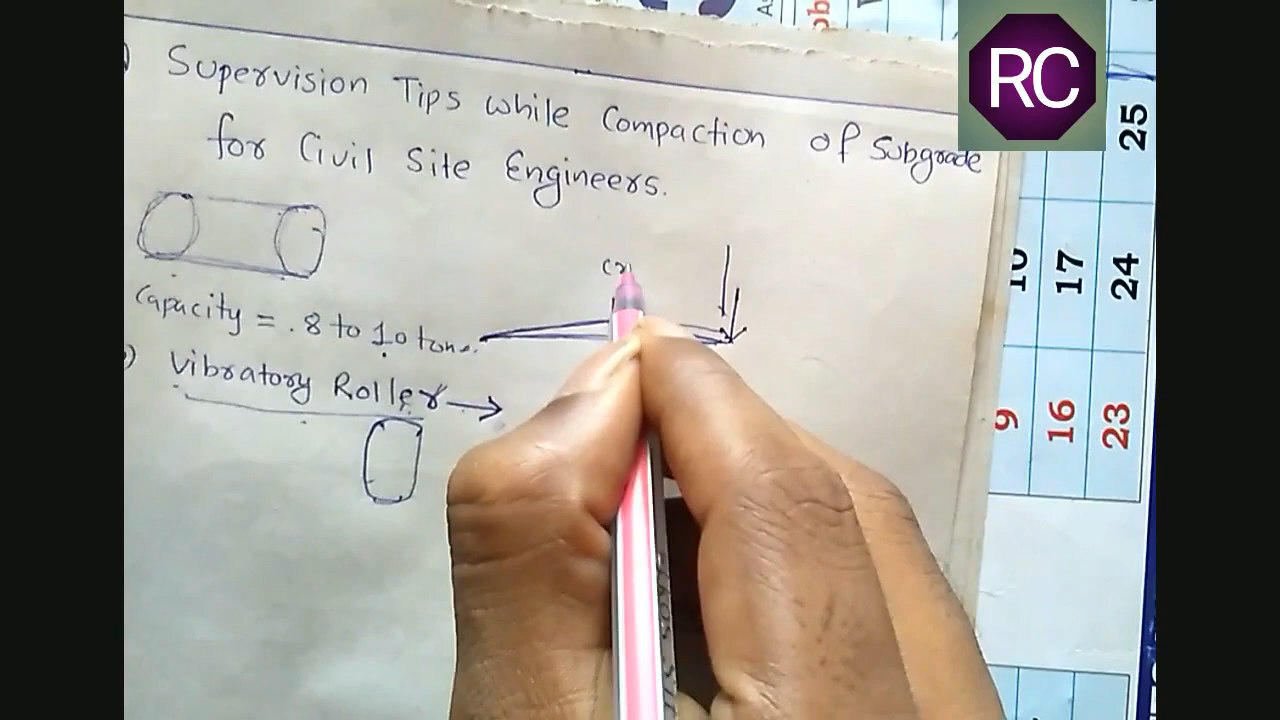 RC
Supervision Tips while Compaction of Subgrade
for Civil Site Engineers.
Capacity = .8 to 10 tons.
Vibratory Roller →
25
10 17 24
9 16 23